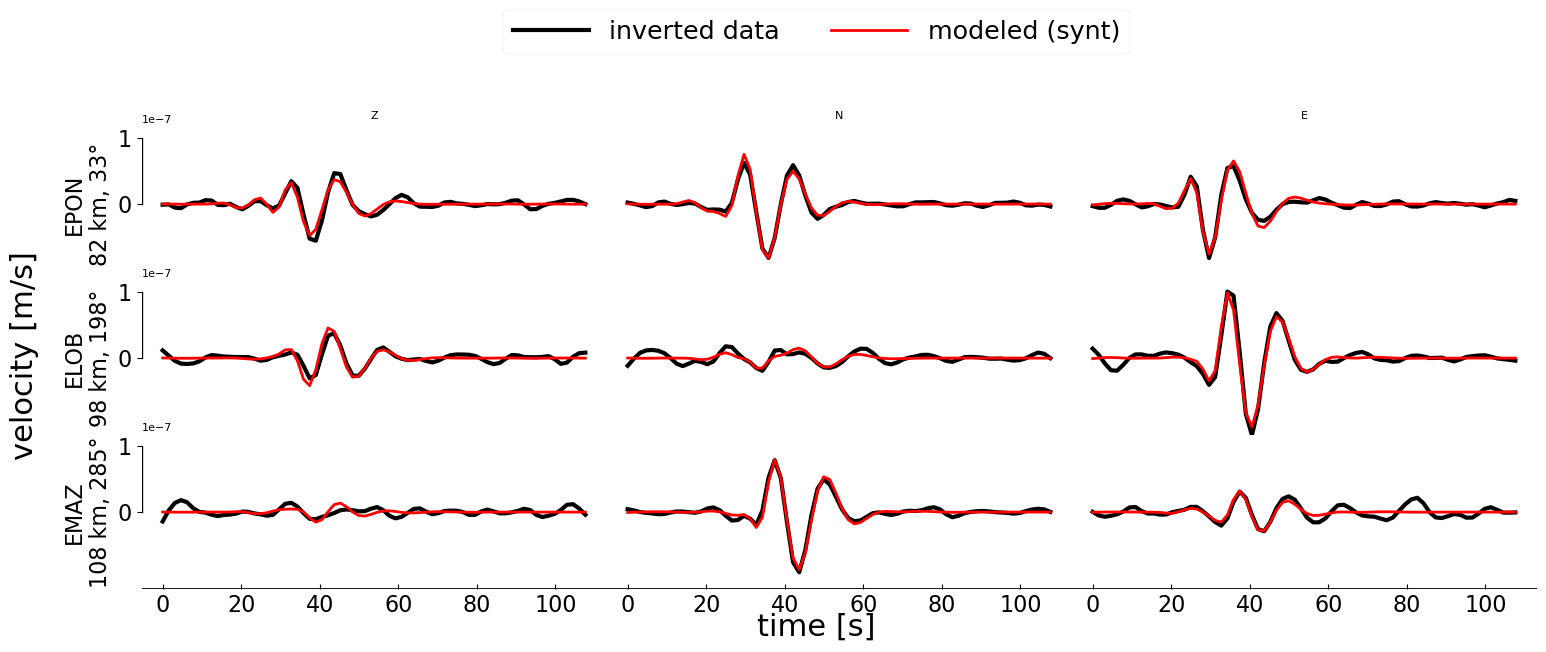 inverted data
modeled (synt)
Z
N
E
velocity [m/s]
EPON
82 km, 33°
1e−7
1
0
ELOB
98 km, 198°
1e−7
1
0
EMAZ
108 km, 285°
1e−7
1
0
0 20 40 60 80 100
0 20 40 60 80 100
0 20 40 60 80 100
time [s]